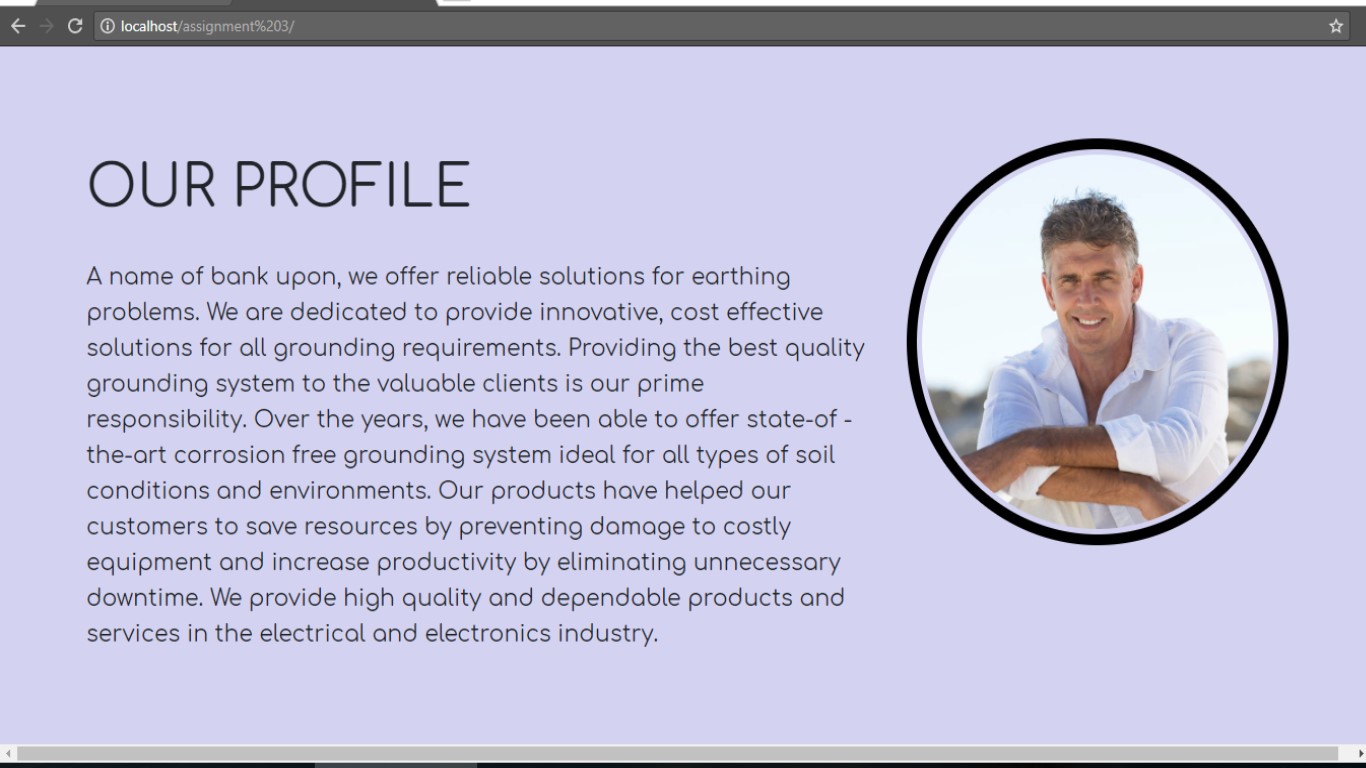 localhost/assignment%203/
OUR PROFILE
A name of bank upon, we offer reliable solutions for earthing
problems. We are dedicated to provide innovative, cost effective
solutions for all grounding requirements. Providing the best quality
grounding system to the valuable clients is our prime
responsibility. Over the years, we have been able to offer state-of -
the-art corrosion free grounding system ideal for all types of soil
conditions and environments. Our products have helped our
customers to save resources by preventing damage to costly
equipment and increase productivity by eliminating unnecessary
downtime. We provide high quality and dependable products and
services in the electrical and electronics industry.